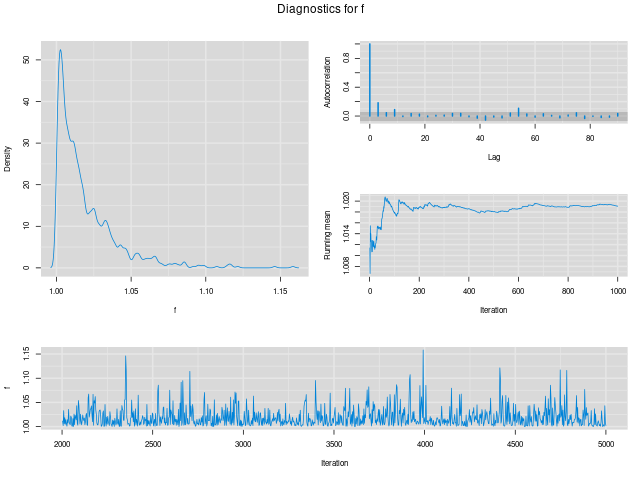 Diagnostics for f
Density
50
40
30
20
10
0
1.00 1.05 1.10 1.15
f
Autocorrelation
0.8
0.4
0.0
0 20 40 60 80
Lag
Running mean
1.020
1.014
1.008
0 200 400 600 800 1000
Iteration
f
1.15
1.10
1.05
1.00
2000 2500 3000 3500 4000 4500 5000
Iteration